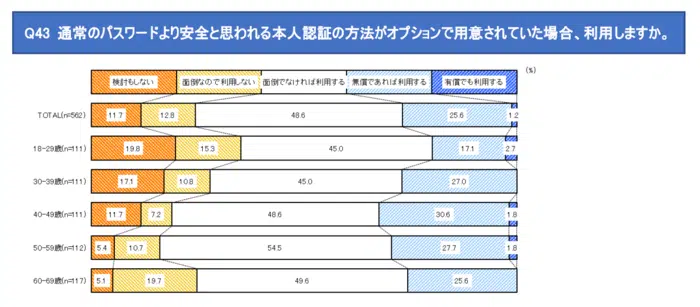 Q43 通常のパスワードより安全と思われる本人認証の方法がオプションで用意されていた場合、利用しますか。
(%)
検討もしない 面倒なので利用しない 面倒でなければ利用する 無償であれば利用する 有償でも利用する
TOTAL(n=562) 11.7 12.8 48.6 25.6 1.2
18-29歳(n=111) 19.8 15.3 45.0 17.1 2.7
30-39歳(n=111) 17.1 10.8 45.0 27.0
40-49歳(n=111) 11.7 7.2 48.6 30.6 1.8
50-59歳(n=112) 5.4 10.7 54.5 27.7 1.8
60-69歳(n=117) 5.1 19.7 49.6 25.6